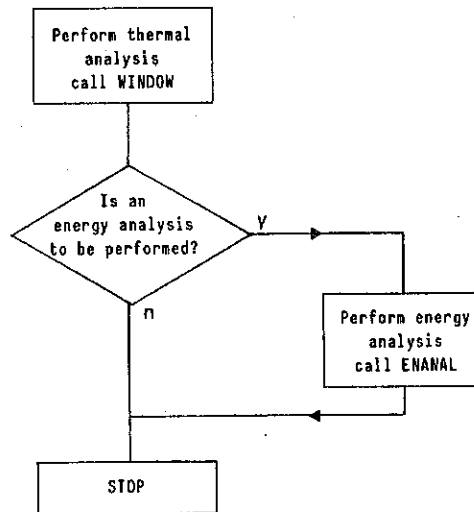 Perform thermal
analysis
call WINDOW
Is an
energy analysis
to be performed?
Y
n
Perform energy
analysis
call ENANAL
STOP